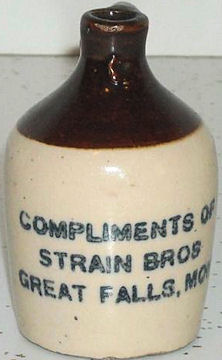 COMPLIMENTS OF
STRAIN BROS
GREAT FALLS, MON